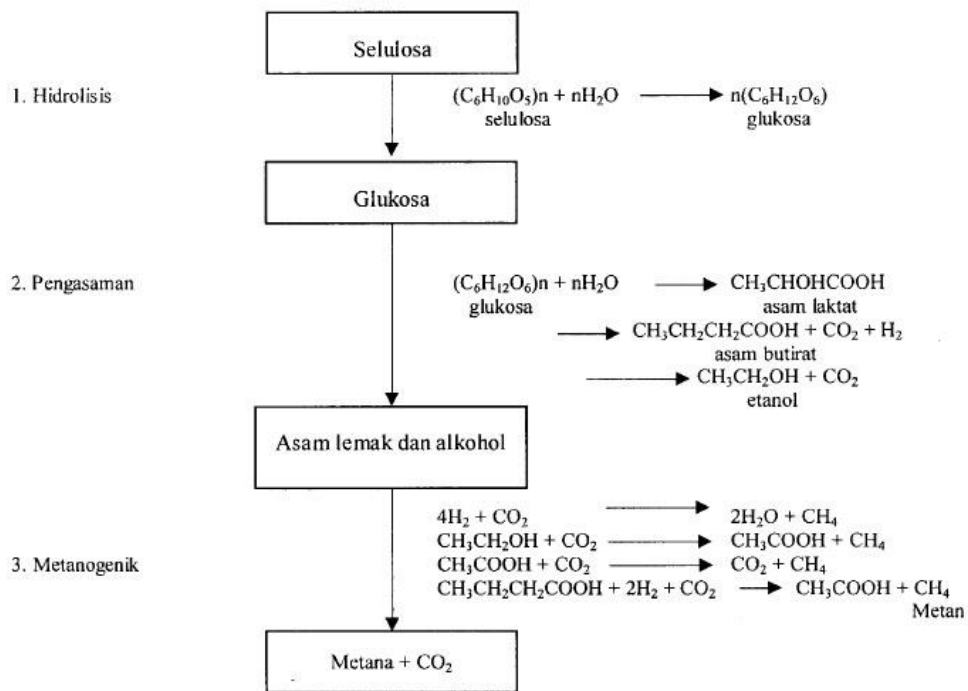 Selulosa
1. Hidrolisis
(C₆H₁₀O₅)n + nH₂O ⟶ n(C₆H₁₂O₆)
selulosa glukosa
Glukosa
2. Pengasaman
(C₆H₁₂O₆)n + nH₂O ⟶ CH₃CHOHCOOH
glukosa asam laktat
⟶ CH₃CH₂CH₂COOH + CO₂ + H₂
asam butirat
⟶ CH₃CH₂OH + CO₂
etanol
Asam lemak dan alkohol
3. Metanogenik
4H₂ + CO₂ ⟶ 2H₂O + CH₄
CH₃CH₂OH + CO₂ ⟶ CH₃COOH + CH₄
CH₃COOH + CO₂ ⟶ CO₂ + CH₄
CH₃CH₂CH₂COOH + 2H₂ + CO₂ ⟶ CH₃COOH + CH₄
Metan
Metana + CO₂